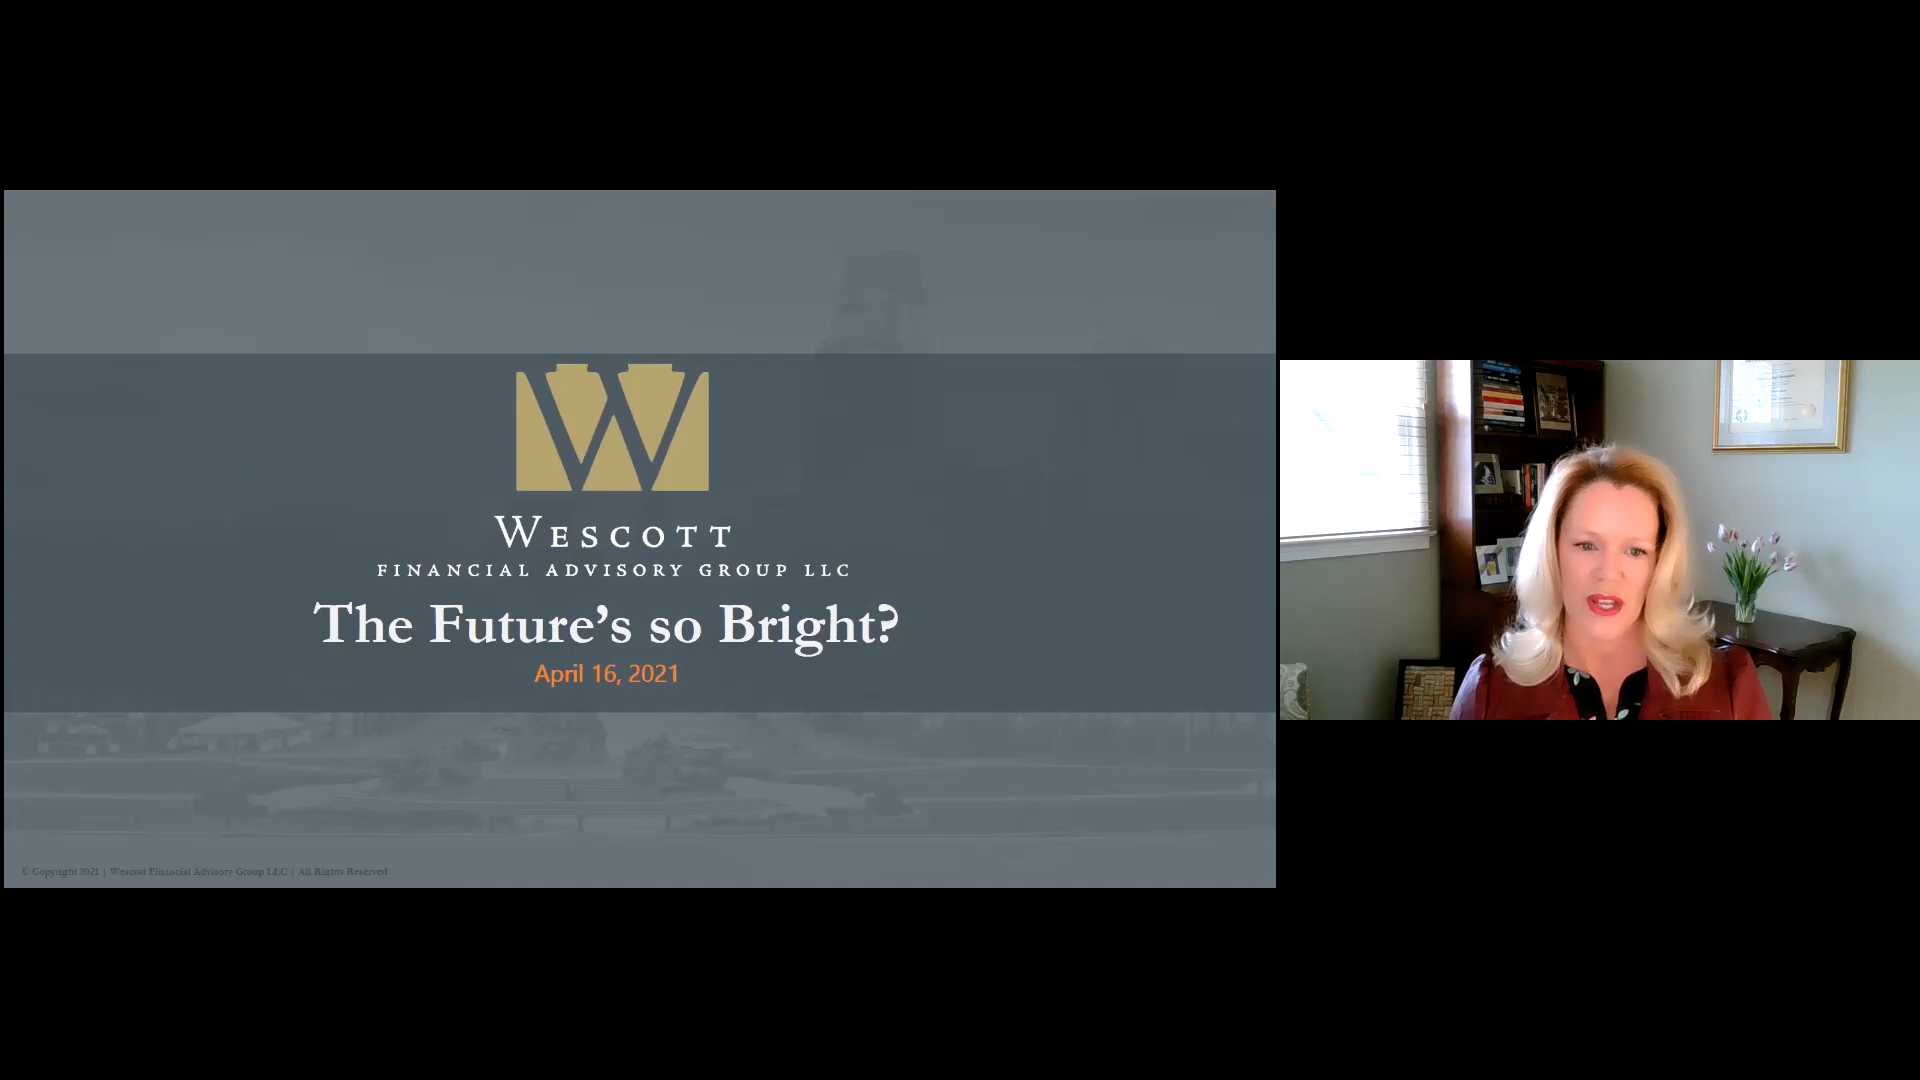 WESCOTT
FINANCIAL ADVISORY GROUP LLC
The Future’s so Bright?
April 16, 2021
© Copyright 2021 | Wescott Financial Advisory Group LLC | All Rights Reserved